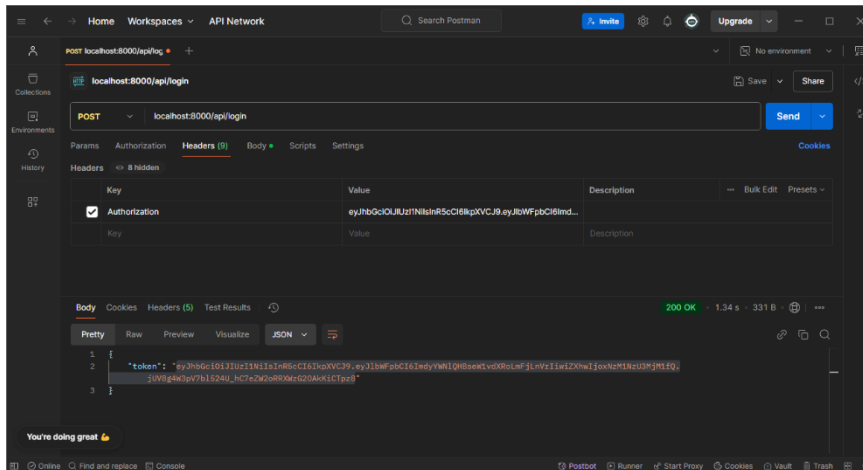 Home Workspaces API Network Search Postman Invite Upgrade
POST localhost:8000/api/log No environment
localhost:8000/api/login Save Share
Collections
POST localhost:8000/api/login Send
Environments
Params Authorization Headers (9) Body Scripts Settings Cookies
History
Headers 8 hidden
Key Value Description Bulk Edit Presets
Authorization
Key Value Description
Body Cookies Headers (5) Test Results 200 OK 1.34 s 331 B
Pretty Raw Preview Visualize JSON
1 {
2 "token":
3 }
You're doing great
Online Find and replace Console Postbot Runner Start Proxy Cookies Vault Trash